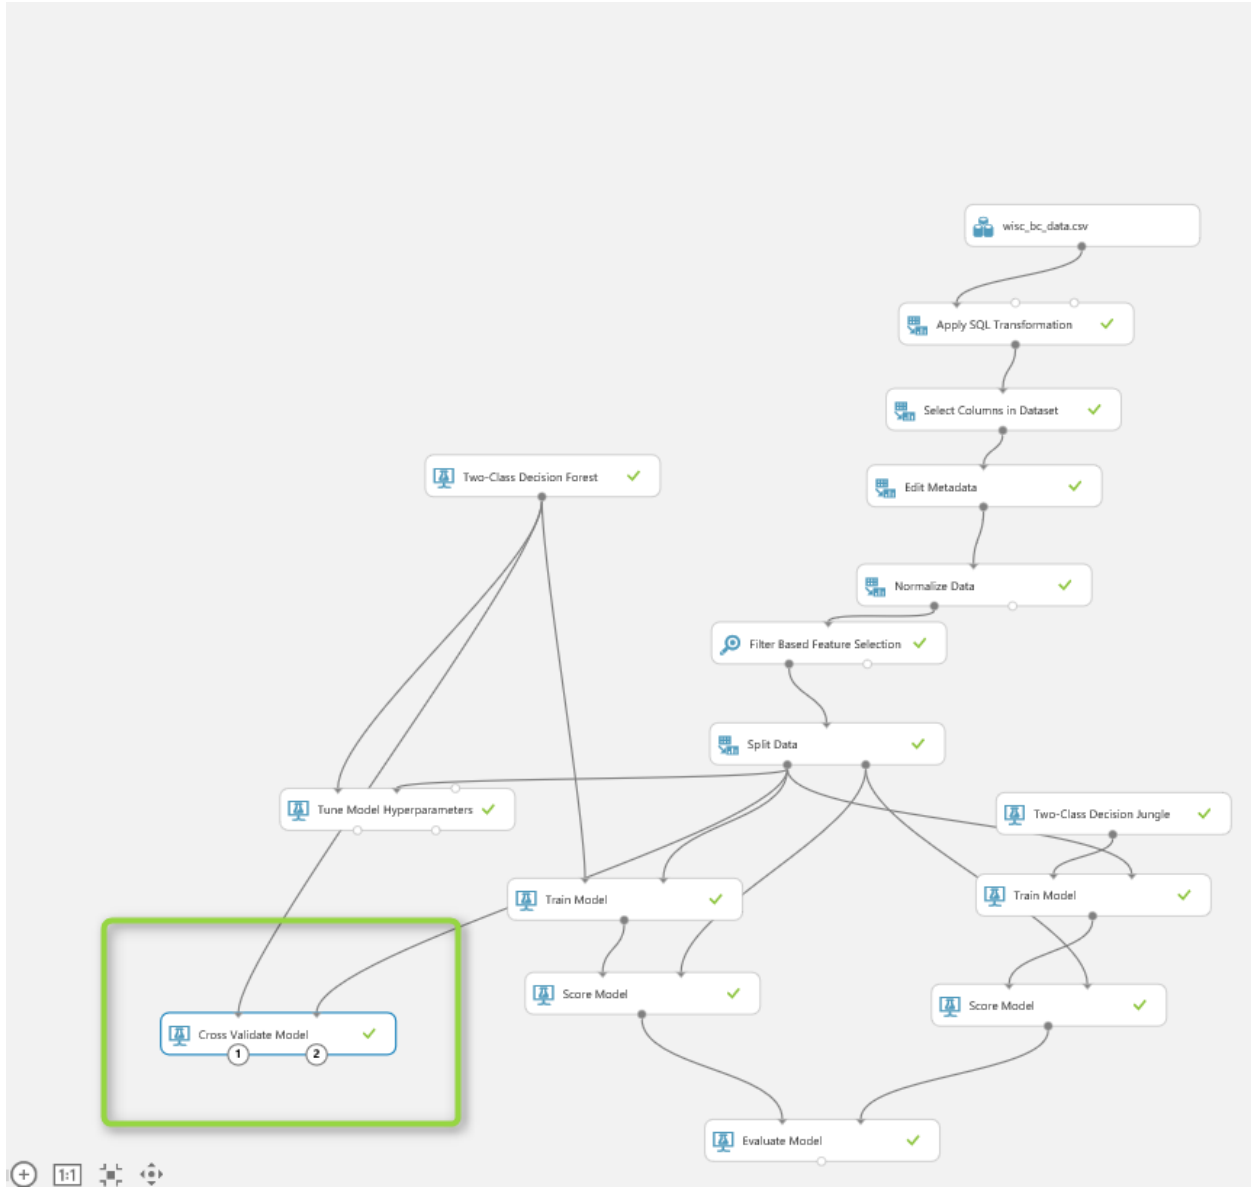 wisc_bc_data.csv
Apply SQL Transformation
Select Columns in Dataset
Two-Class Decision Forest
Edit Metadata
Normalize Data
Filter Based Feature Selection
Split Data
Tune Model Hyperparameters
Two-Class Decision Jungle
Train Model
Train Model
Score Model
Score Model
Cross Validate Model
1 2
Evaluate Model
1:1